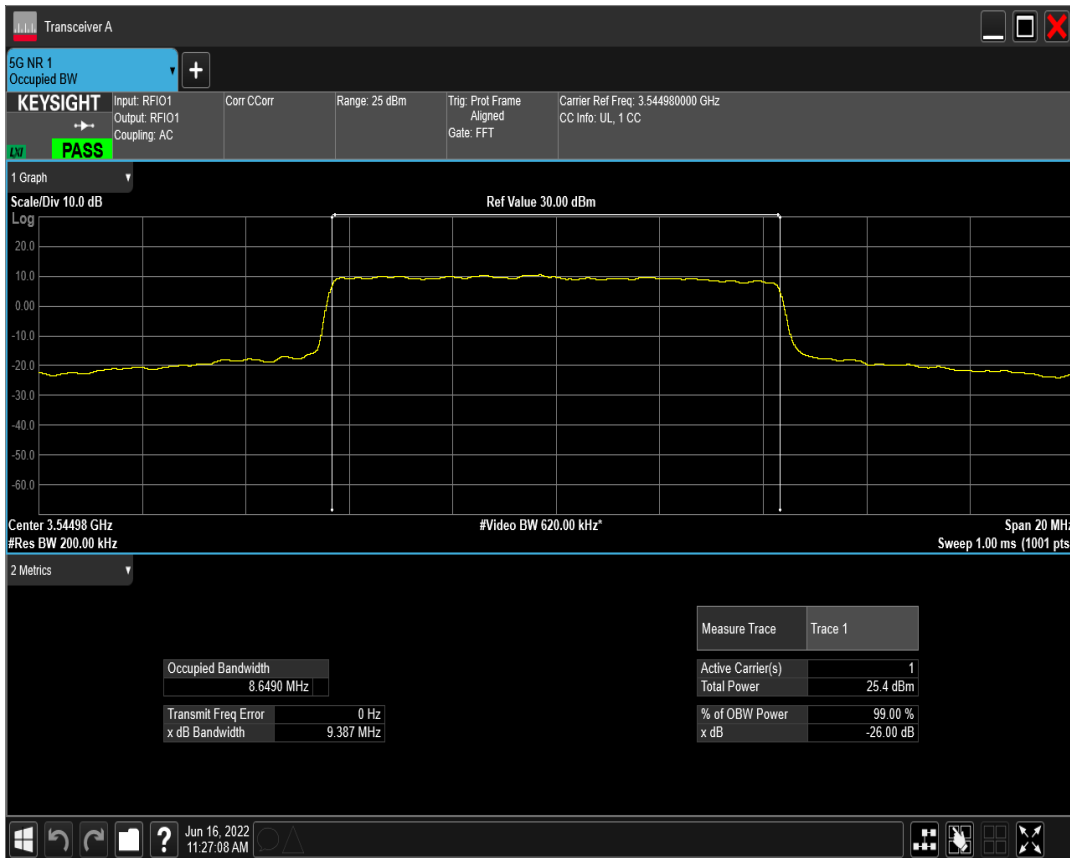 Transceiver A
5G NR 1
Occupied BW
KEYSIGHT
LXI
PASS
Input: RFIO1
Output: RFIO1
Coupling: AC
Corr CCorr
Range: 25 dBm
Trig: Prot Frame
Aligned
Gate: FFT
Carrier Ref Freq: 3.544980000 GHz
CC Info: UL, 1 CC
1 Graph
Scale/Div 10.0 dB
Ref Value 30.00 dBm
Log
20.0
10.0
0.00
-10.0
-20.0
-30.0
-40.0
-50.0
-60.0
Center 3.54498 GHz
#Video BW 620.00 kHz*
Span 20 MHz
#Res BW 200.00 kHz
Sweep 1.00 ms (1001 pts
2 Metrics
Measure Trace Trace 1
Occupied Bandwidth
8.6490 MHz
Active Carrier(s) 1
Total Power 25.4 dBm
Transmit Freq Error 0 Hz
x dB Bandwidth 9.387 MHz
% of OBW Power 99.00 %
x dB -26.00 dB
?
Jun 16, 2022
11:27:08 AM